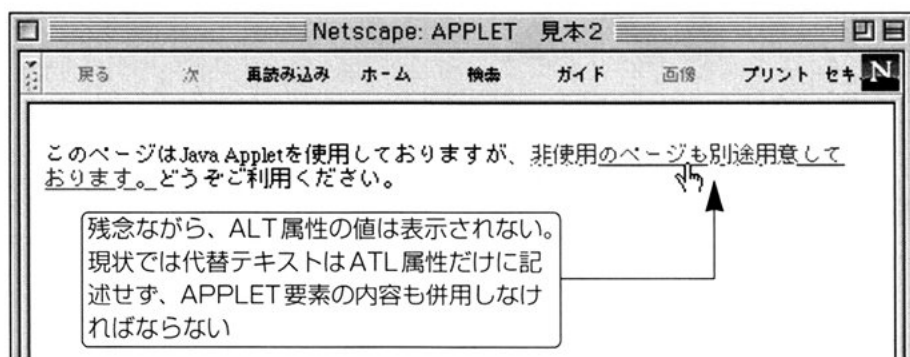 Netscape: APPLET 見本2
戻る 次 再読み込み ホーム 検索 ガイド 画像 プリント セキ N
このページはJava Appletを使用しておりますが、非使用のページも別途用意して
おります。どうぞご利用ください。
残念ながら、ALT属性の値は表示されない。
現状では代替テキストはATL属性だけに記
述せず、APPLET要素の内容も併用しなけ
ればならない